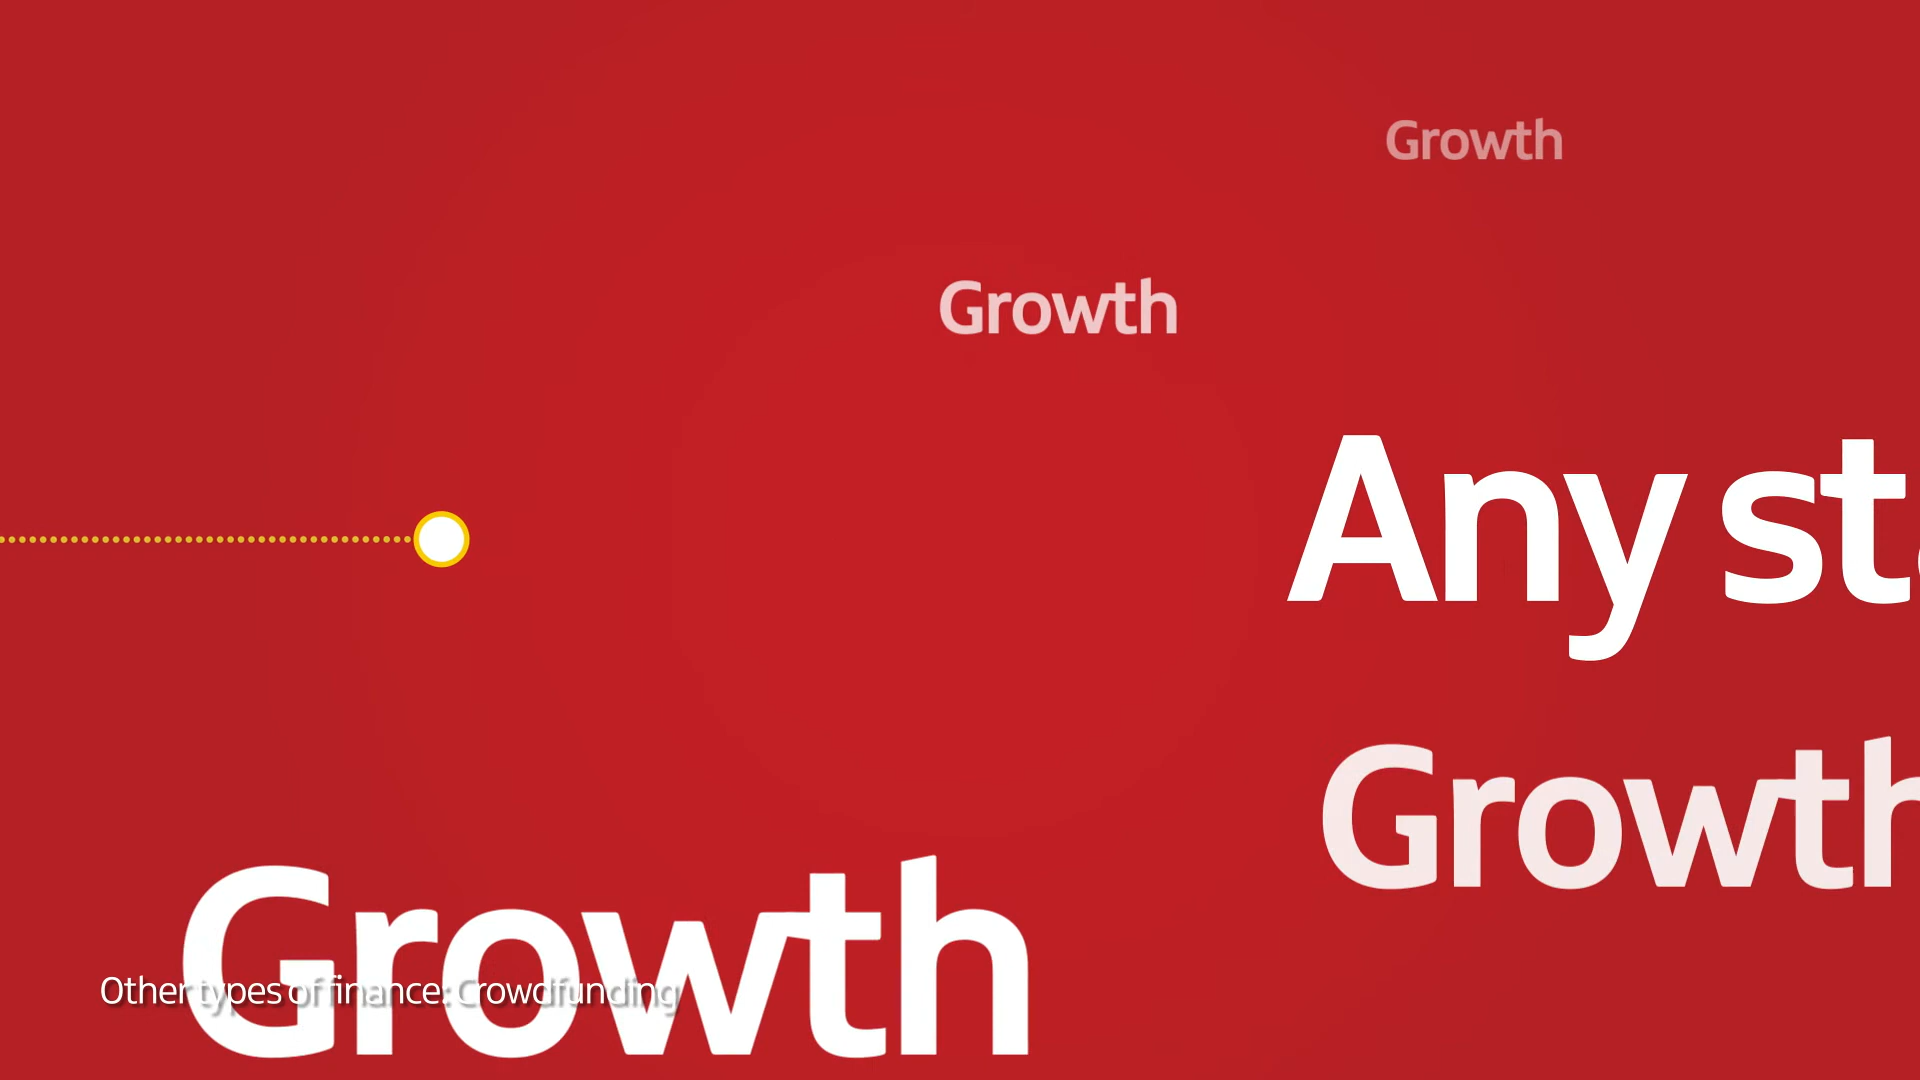 Growth
Growth
Any st
Growth
Growth
Other types of finance: Crowdfunding